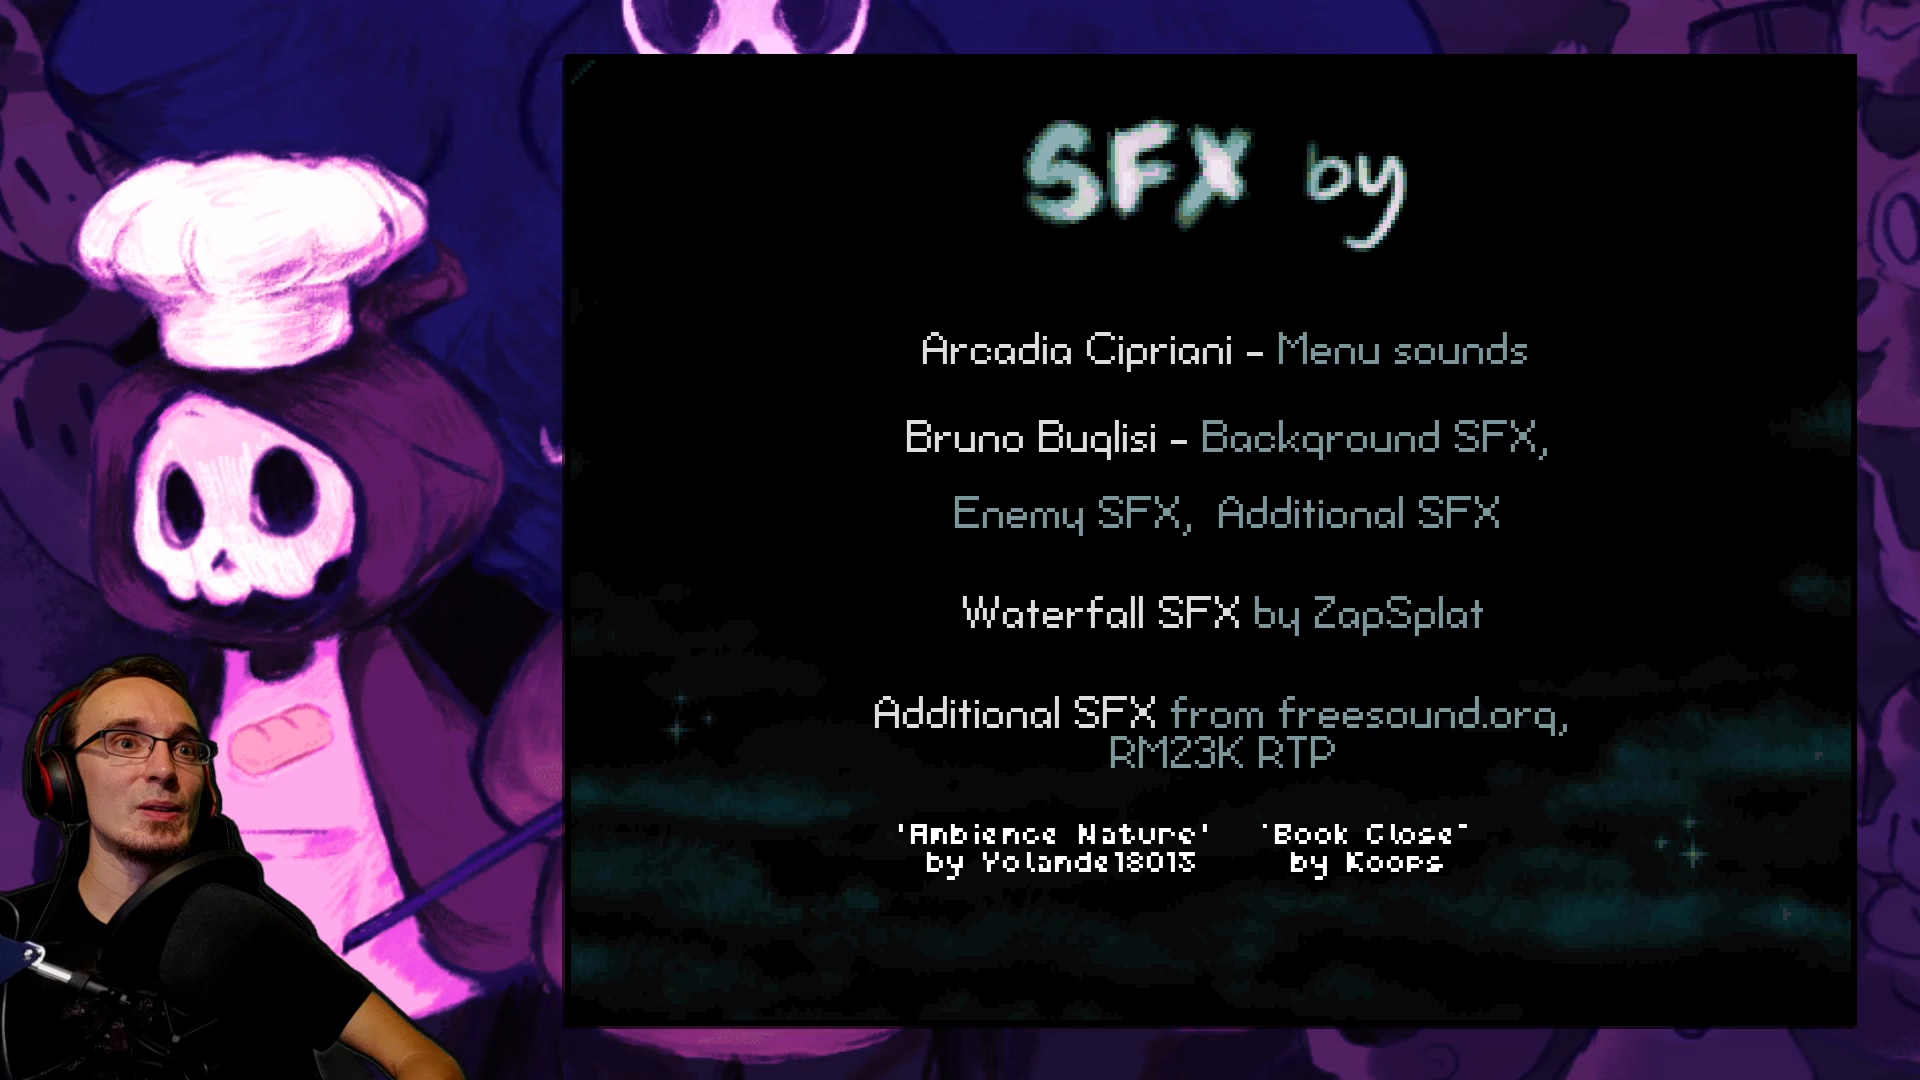 SFX by
Arcadia Cipriani - Menu sounds
Bruno Buglisi - Background SFX,
Enemy SFX, Additional SFX
Waterfall SFX by ZapSplat
Additional SFX from freesound.org,
RM23K RTP
'Ambience Nature' "Book Close"
by Yolande18013 by Koops